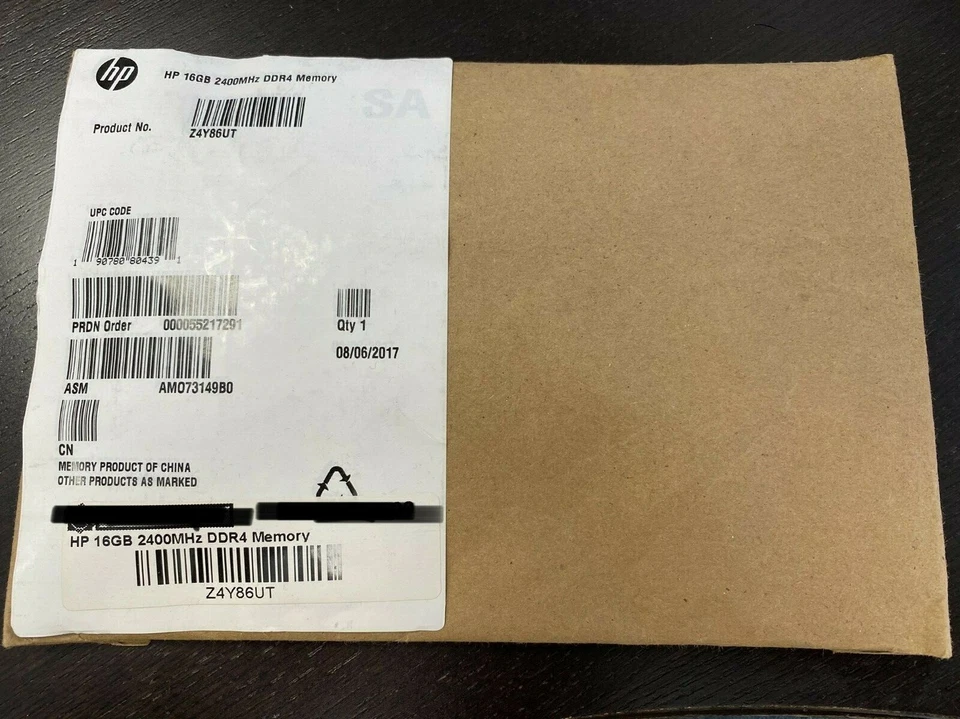 hp
HP 16GB 2400MHz DDR4 Memory
Product No.
Z4Y86UT
UPC CODE
1 90780 80439 1
PRDN Order 000055217291
Qty 1
08/06/2017
ASM AMO73149B0
CN
MEMORY PRODUCT OF CHINA
OTHER PRODUCTS AS MARKED
HP 16GB 2400MHz DDR4 Memory
Z4Y86UT
SA